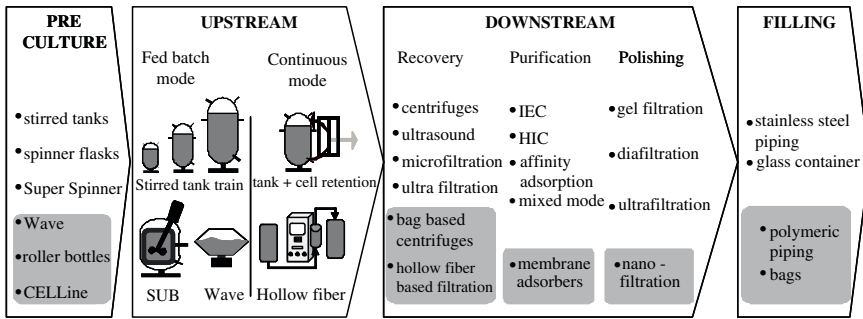 PRE
CULTURE
•stirred tanks
•spinner flasks
•Super Spinner
•Wave
•roller bottles
•CELLine
UPSTREAM
Fed batch
mode
Continuous
mode
Stirred tank train
tank + cell retention
SUB
Wave
Hollow fiber
DOWNSTREAM
Recovery
•centrifuges
•ultrasound
•microfiltration
•ultra filtration
•bag based
centrifuges
•hollow fiber
based filtration
Purification
•IEC
•HIC
•affinity
adsorption
•mixed mode
•membrane
adsorbers
Polishing
•gel filtration
•diafiltration
•ultrafiltration
•nano -
filtration
FILLING
•stainless steel
piping
•glass container
•polymeric
piping
•bags